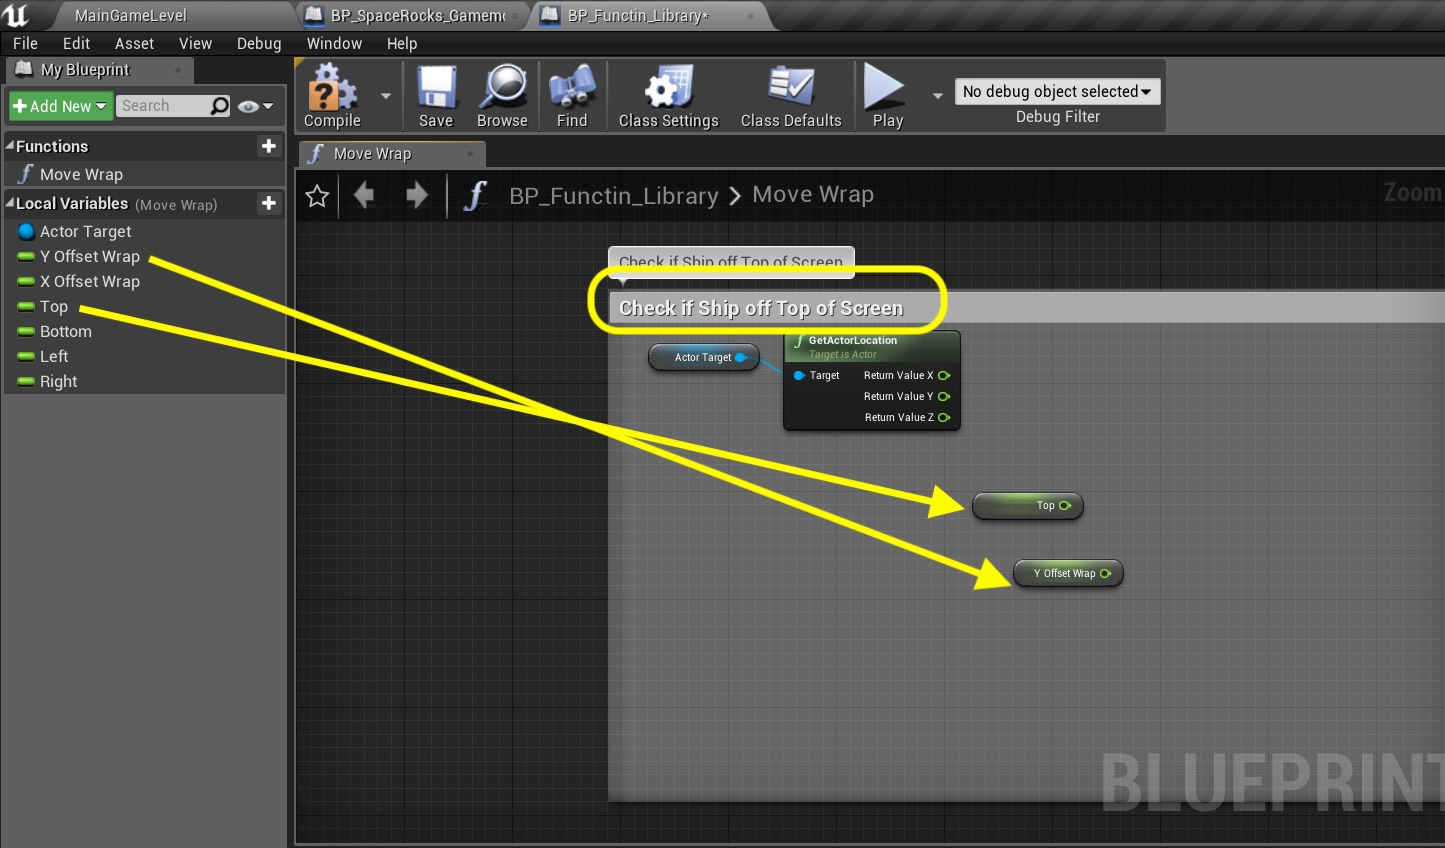 MainGameLevel
BP_SpaceRocks_Gamem
BP_Functin_Library*
File Edit Asset View Debug Window Help
My Blueprint
Add New
Search
Compile
Save
Browse
Find
Class Settings
Class Defaults
Play
No debug object selected
Debug Filter
Functions
Move Wrap
Local Variables (Move Wrap)
Actor Target
Y Offset Wrap
X Offset Wrap
Top
Bottom
Left
Right
Move Wrap
BP_Functin_Library > Move Wrap
Zoom
Check if Ship off Top of Screen
Check if Ship off Top of Screen
Actor Target
GetActorLocation
Target is Actor
Target Return Value X
Return Value Y
Return Value Z
Top
Y Offset Wrap
BLUEPRINT